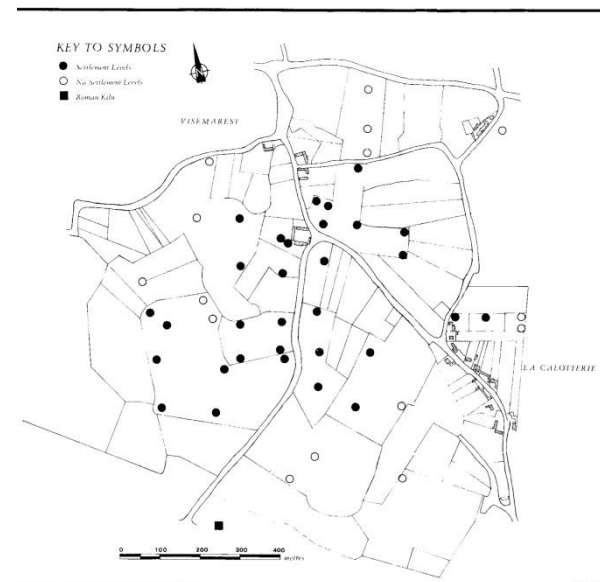 KEY TO SYMBOLS
Settlement Levels
No Settlement Levels
Roman Kiln
VISEMAREST
LA CALOTTERIE
0 100 200 300 400
metres